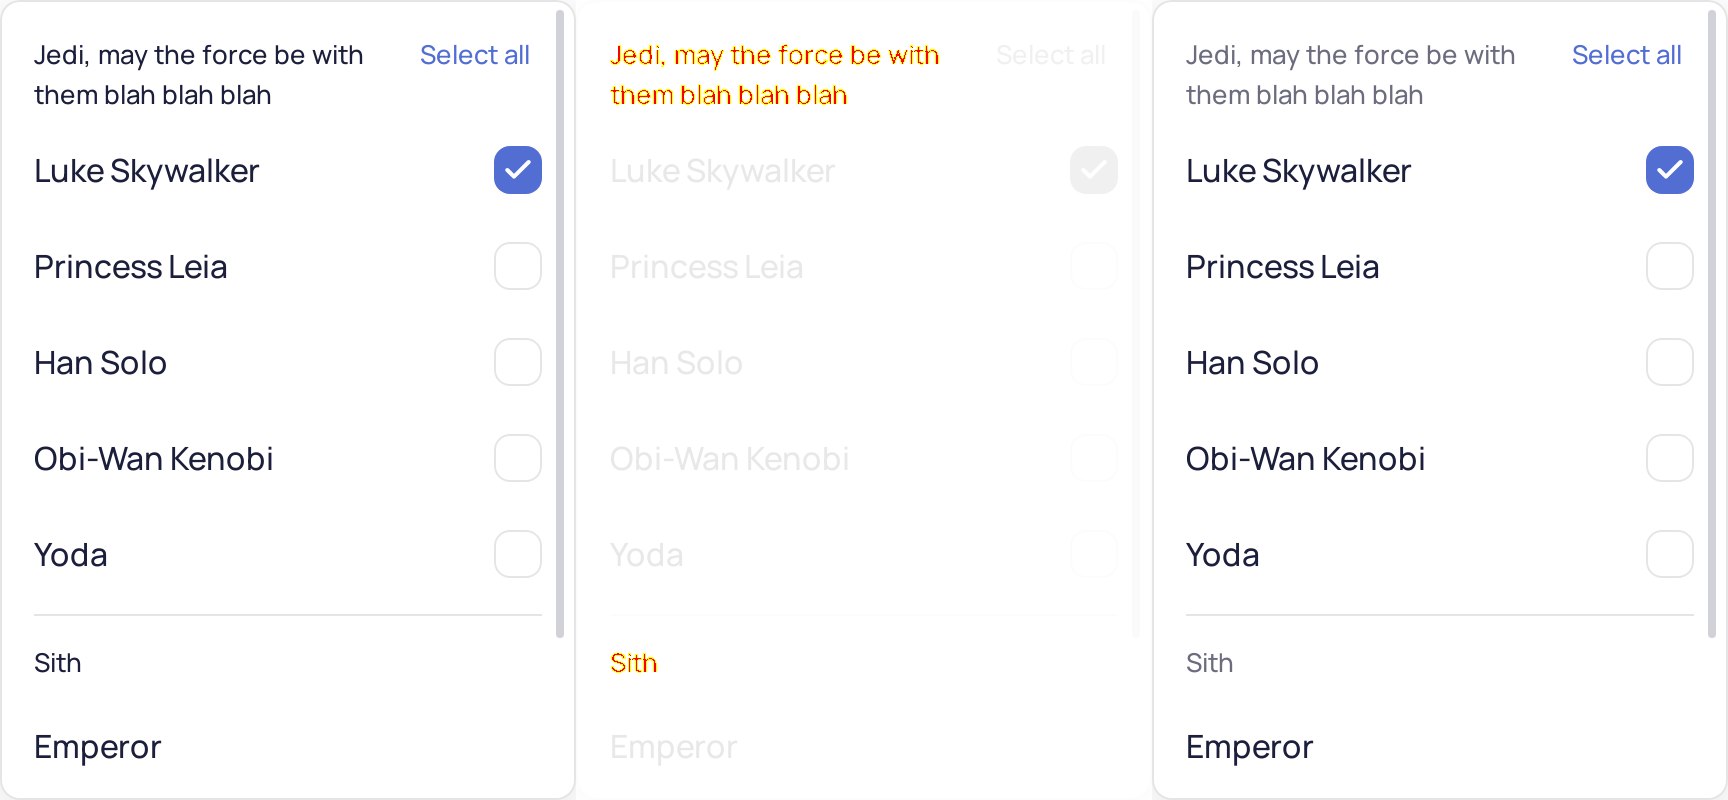 Jedi, may the force be with
them blah blah blah
Select all
Luke Skywalker
Princess Leia
Han Solo
Obi-Wan Kenobi
Yoda
Sith
Emperor
Jedi, may the force be with
them blah blah blah
Select all
Luke Skywalker
Princess Leia
Han Solo
Obi-Wan Kenobi
Yoda
Sith
Emperor
Jedi, may the force be with
them blah blah blah
Select all
Luke Skywalker
Princess Leia
Han Solo
Obi-Wan Kenobi
Yoda
Sith
Emperor